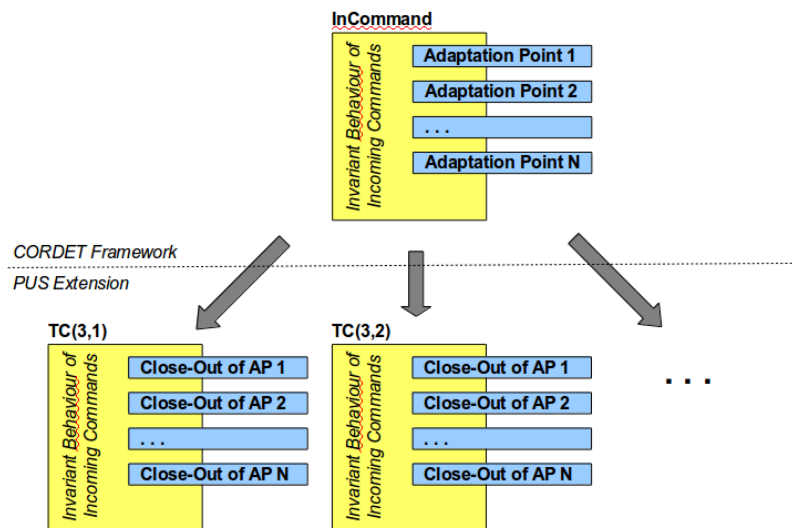 InCommand
Invariant Behaviour of
Incoming Commands
Adaptation Point 1
Adaptation Point 2
. . .
Adaptation Point N
CORDET Framework
PUS Extension
TC(3,1)
Invariant Behaviour of
Incoming Commands
Close-Out of AP 1
Close-Out of AP 2
. . .
Close-Out of AP N
TC(3,2)
Invariant Behaviour of
Incoming Commands
Close-Out of AP 1
Close-Out of AP 2
. . .
Close-Out of AP N
. . .